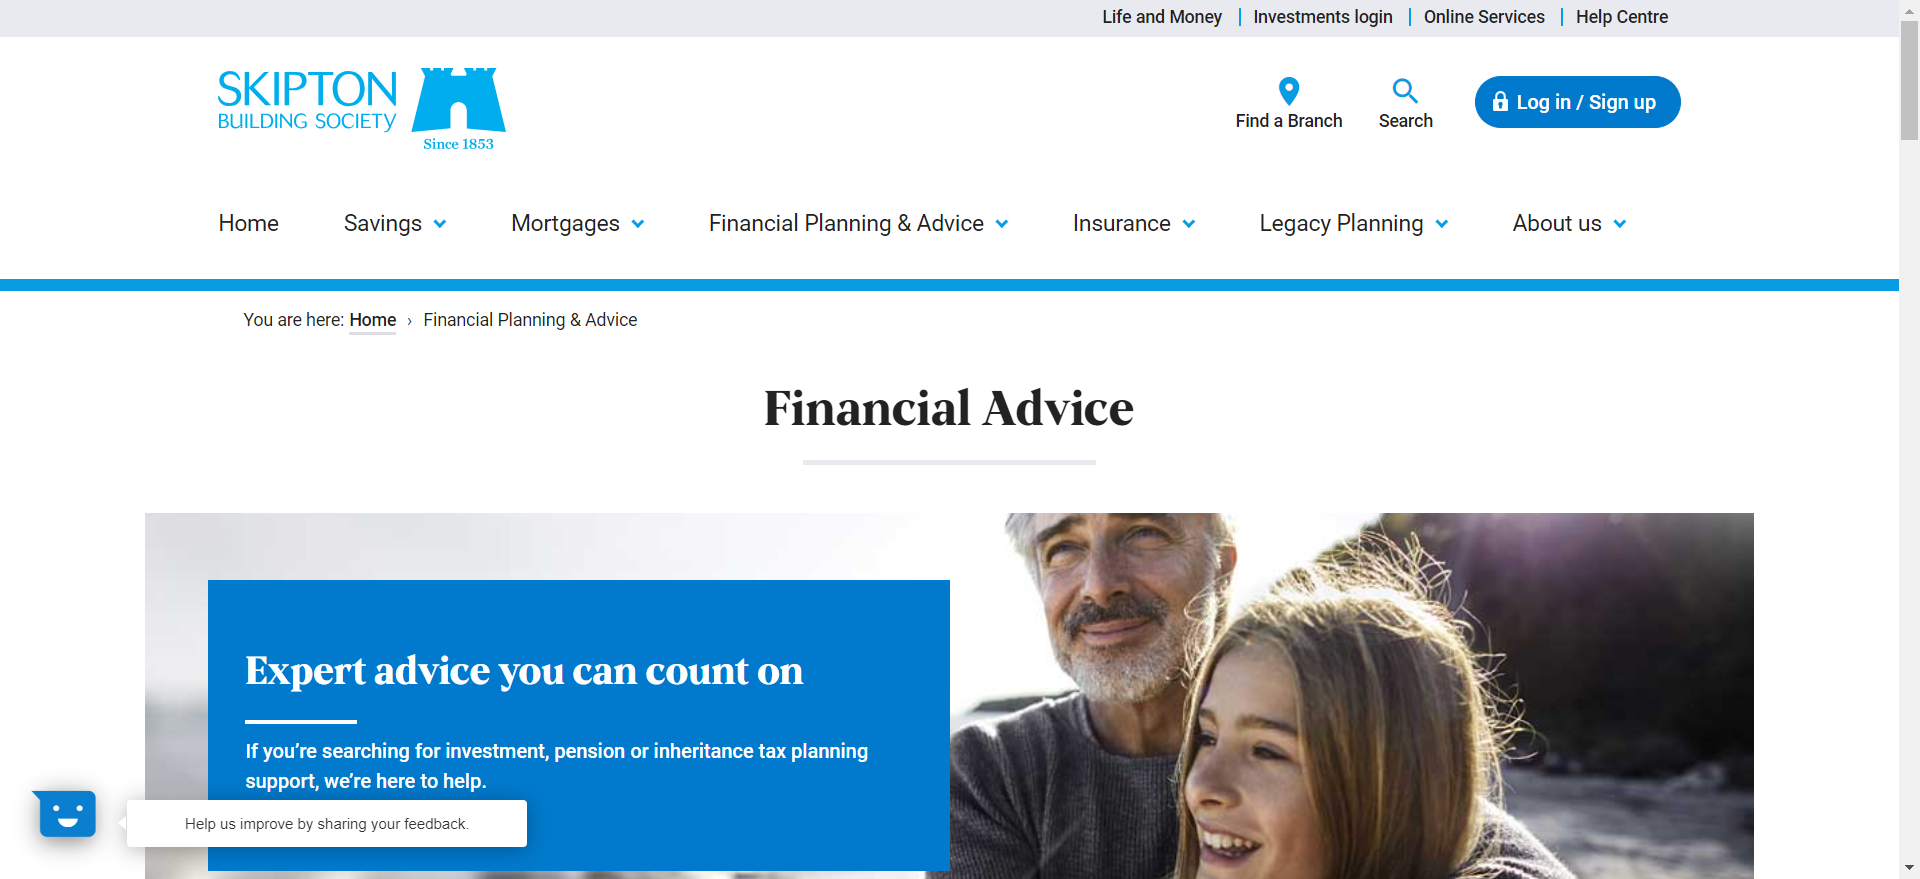 Life and Money
Investments login
Online Services
Help Centre
SKIPTON
BUILDING SOCIETY
Since 1853
Find a Branch
Search
Log in / Sign up
Home
Savings
Mortgages
Financial Planning & Advice
Insurance
Legacy Planning
About us
You are here: Home › Financial Planning & Advice
Financial Advice
Expert advice you can count on
If you’re searching for investment, pension or inheritance tax planning
support, we’re here to help.
Help us improve by sharing your feedback.